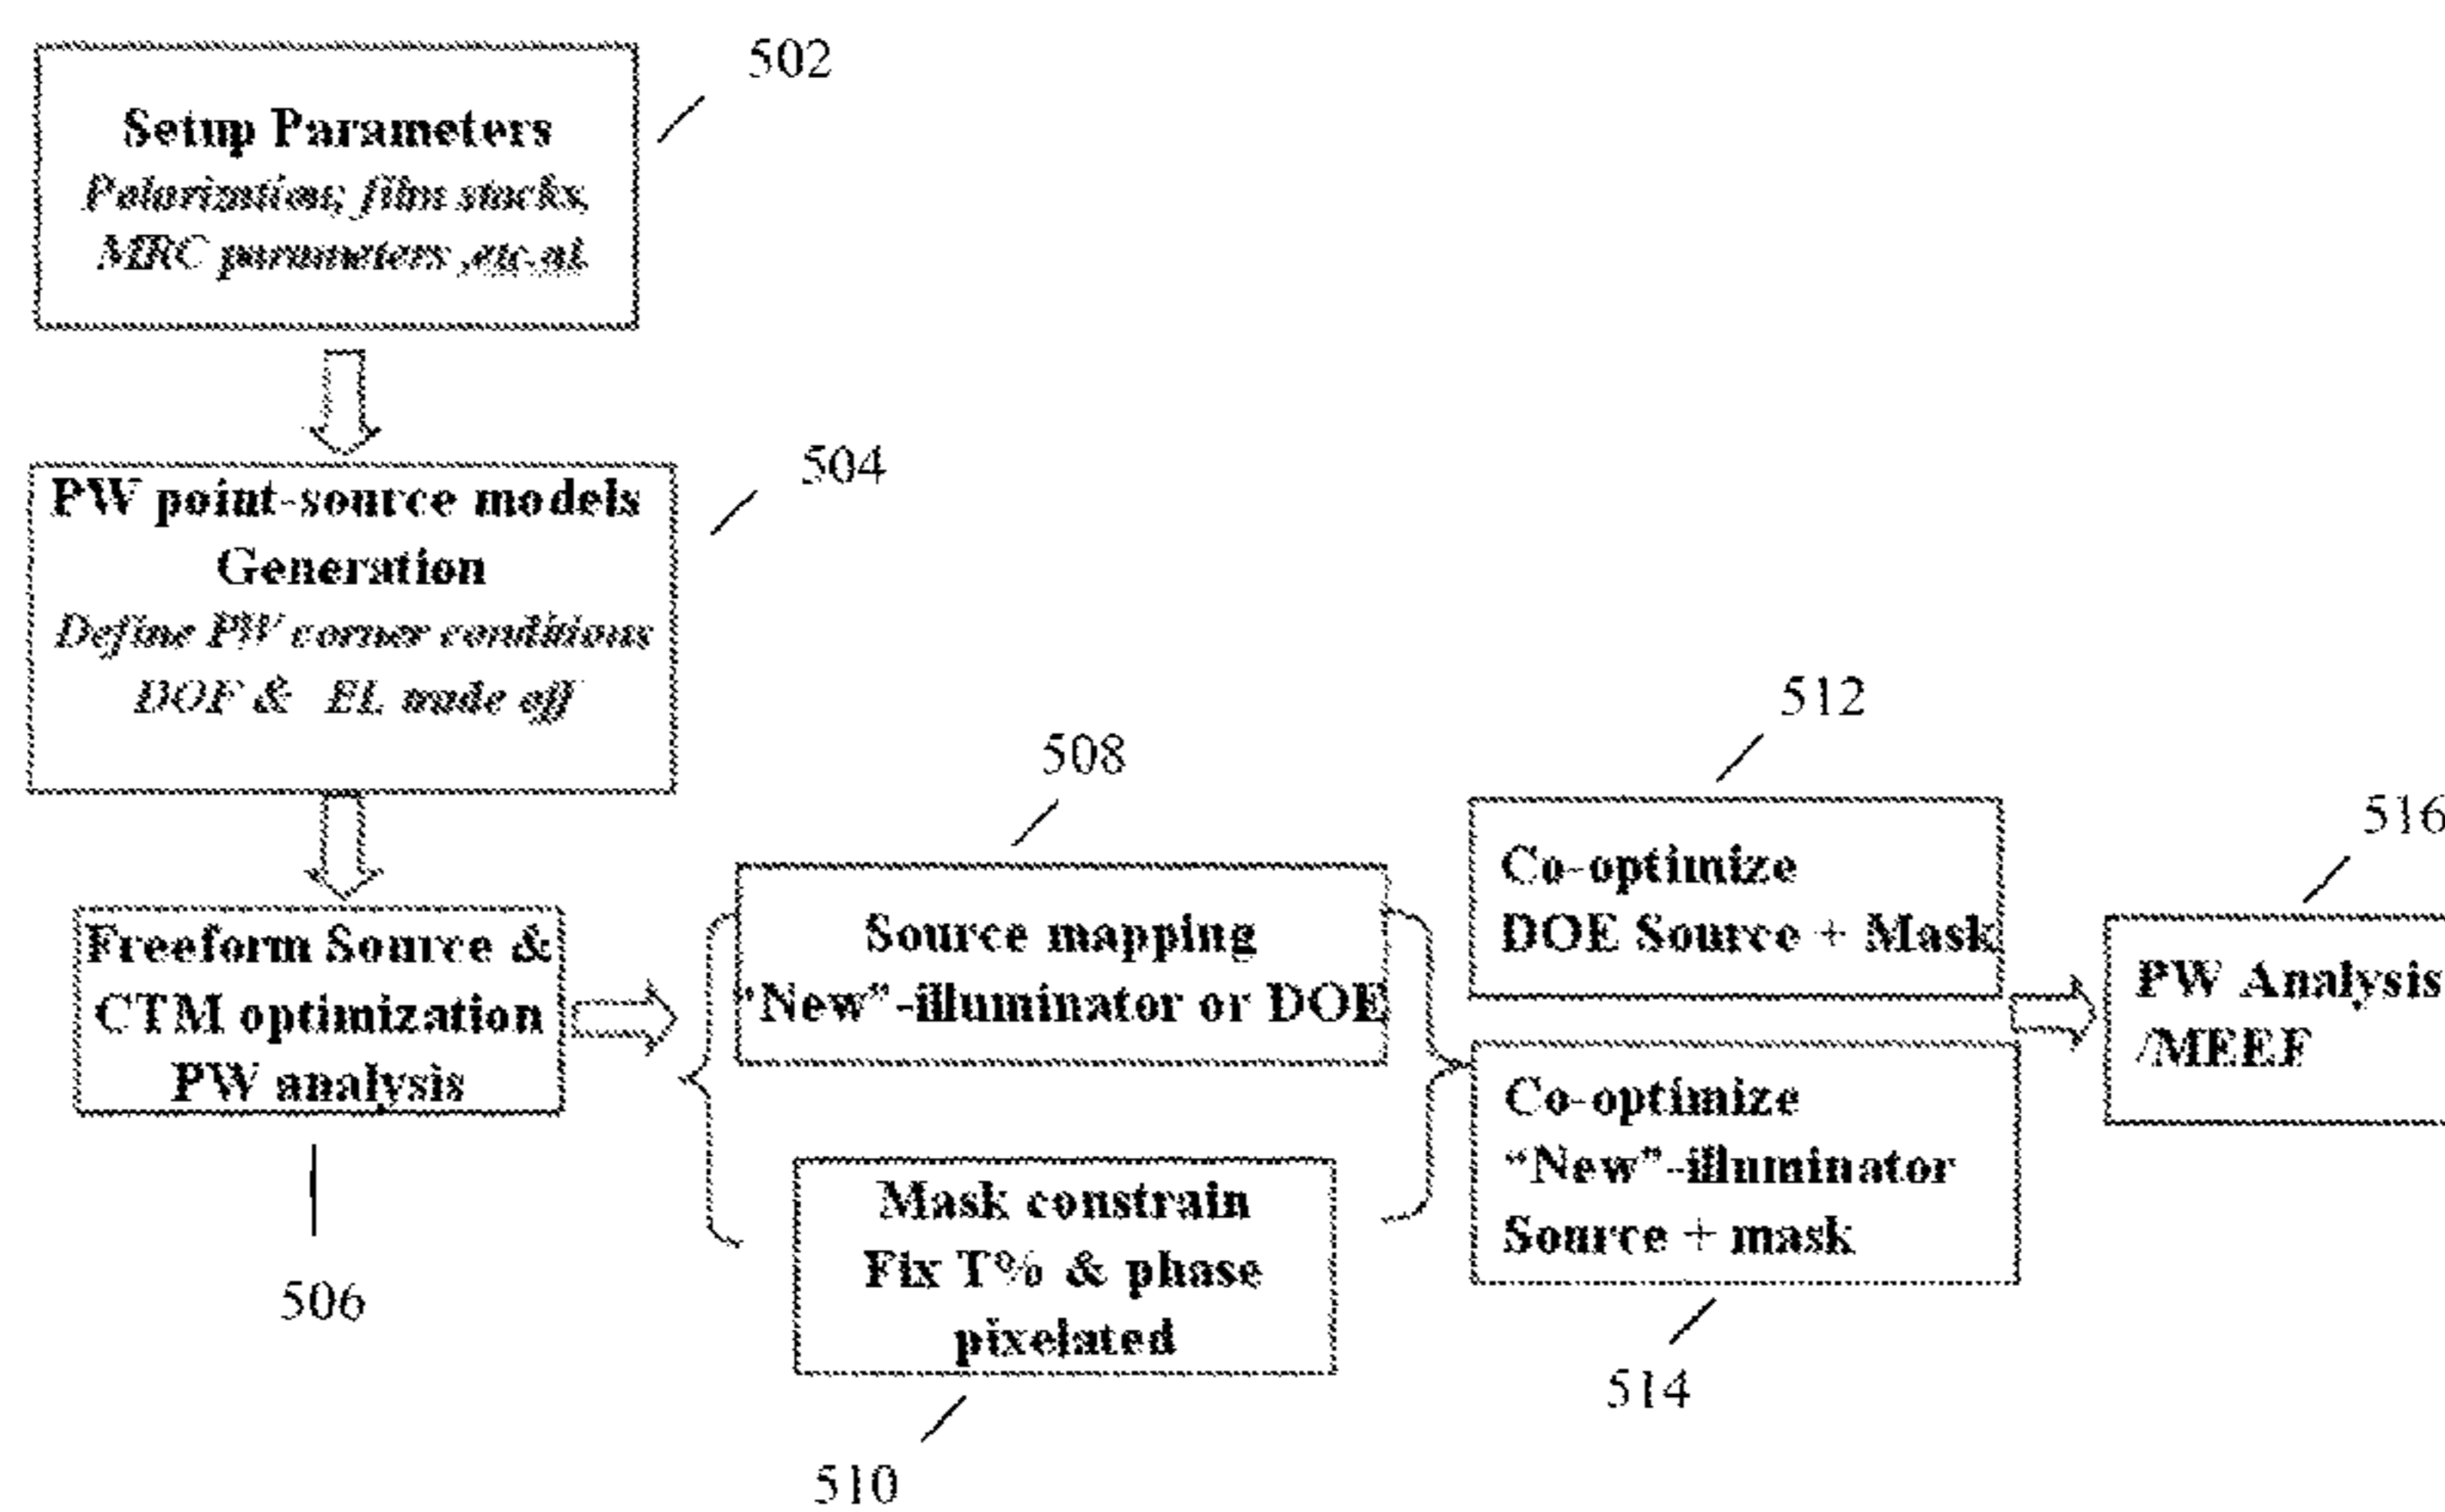 502
Setup Parameters
Polarization; film stacks,
MRC parameters ,etc.al.
504
PW point-source models
Generation
Define PW corner conditions
DOF & EL trade off
506
Freeform Source &
CTM optimization
PW analysis
508
Source mapping
“New”-illuminator or DOE
510
Mask constrain
Fix T% & phase
pixelated
512
Co-optimize
DOE Source + Mask
514
Co-optimize
“New”-illuminator
Source + mask
516
PW Analysis
/MEEF